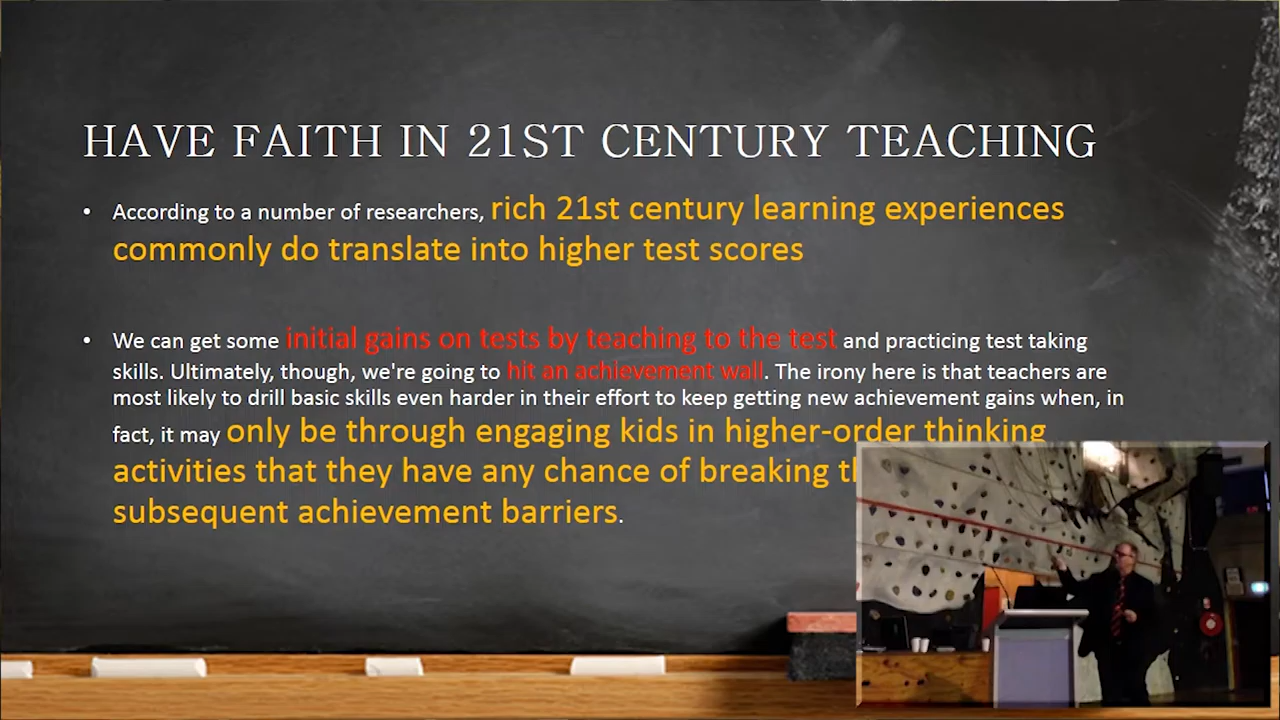 HAVE FAITH IN 21ST CENTURY TEACHING
• According to a number of researchers, rich 21st century learning experiences
commonly do translate into higher test scores
• We can get some initial gains on tests by teaching to the test and practicing test taking
skills. Ultimately, though, we're going to hit an achievement wall. The irony here is that teachers are
most likely to drill basic skills even harder in their effort to keep getting new achievement gains when, in
fact, it may only be through engaging kids in higher-order thinking
activities that they have any chance of breaking
subsequent achievement barriers.